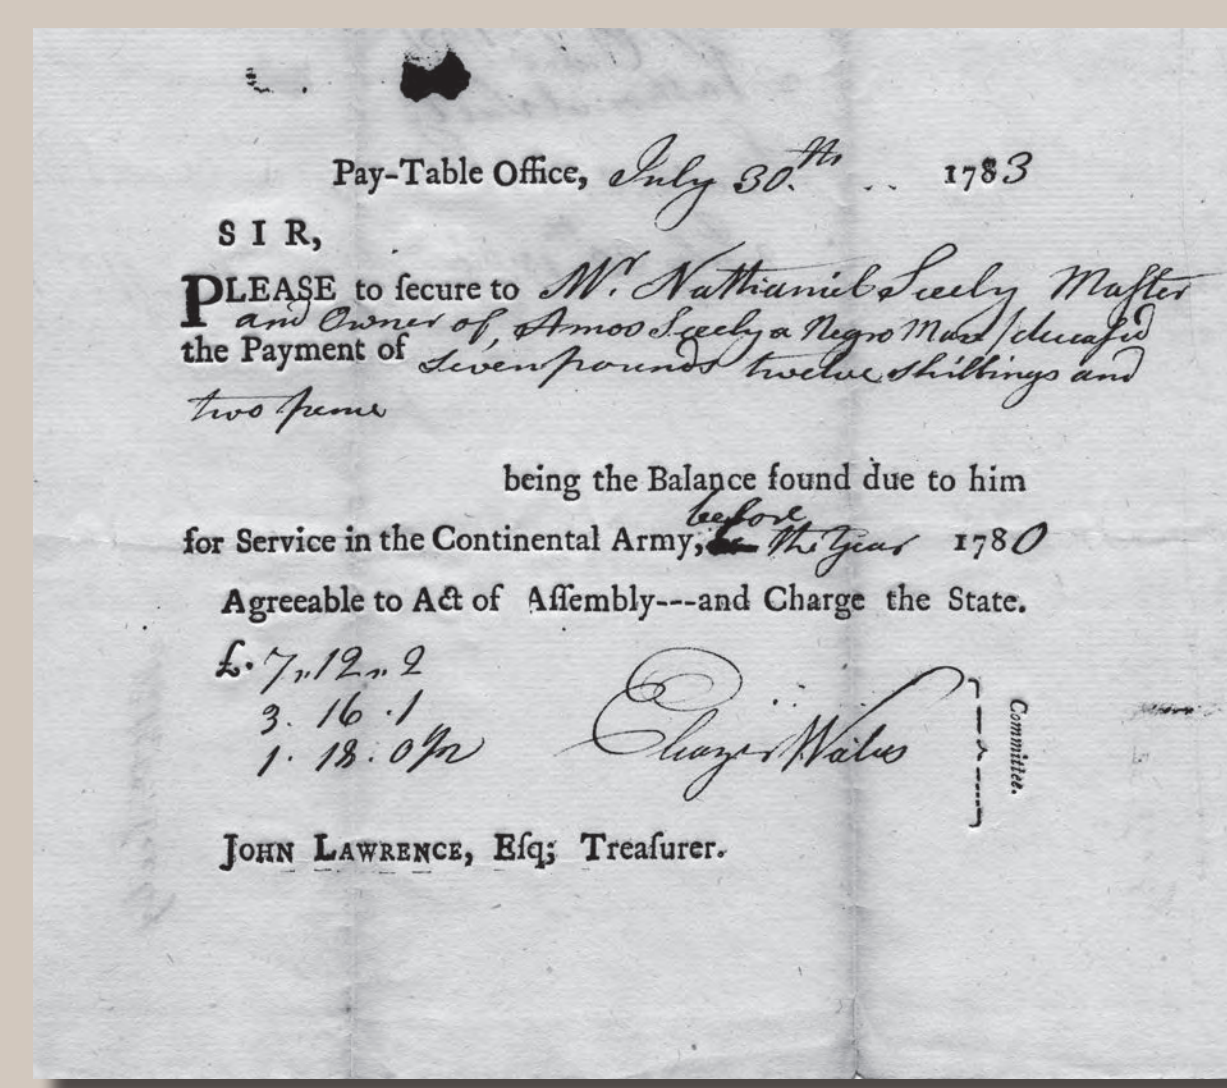 Pay-Table Office, July 30.th .. 1783
SIR,
PLEASE to ſecure to Mr. Nathaniel Seely Maſter
and Owner of, Amos Seely a Negro Man / deceaſd
the Payment of Seven pounds twelve shillings and
two pence
being the Balance found due to him
before
for Service in the Continental Army, the Year 1780
Agreeable to Act of Aſſembly---and Charge the State.
£. 7 ,, 12 ,, 2
3 . 16 . 1
1 . 18 . 0
Eleazer Wales
Committee.
JOHN LAWRENCE, Eſq; Treaſurer.